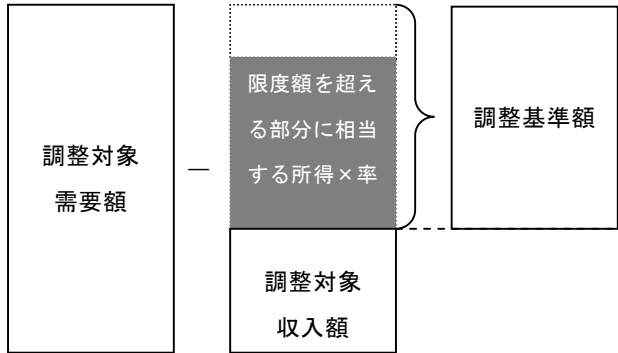 調整対象
需要額
－
限度額を超え
る部分に相当
する所得×率
調整対象
収入額
調整基準額